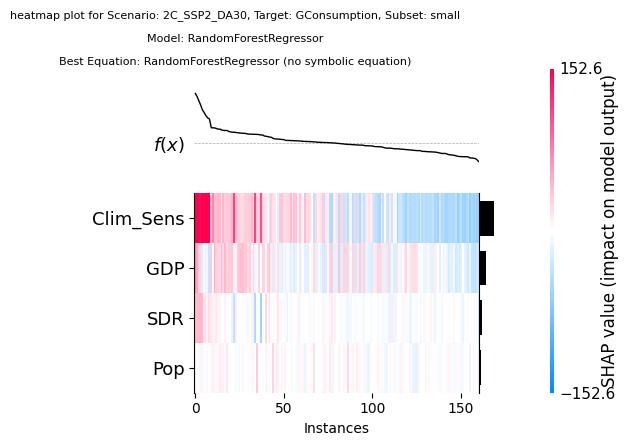 heatmap plot for Scenario: 2C_SSP2_DA30, Target: GConsumption, Subset: small
Model: RandomForestRegressor
Best Equation: RandomForestRegressor (no symbolic equation)
152.6
f(x)
Clim_Sens
GDP
SDR
Pop
SHAP value (impact on model output)
−152.6
0 50 100 150
Instances